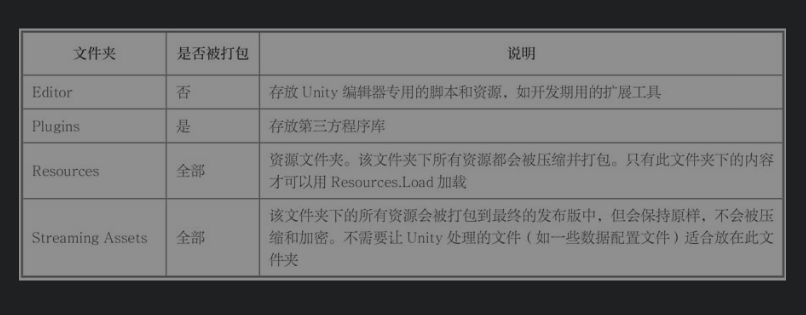 文件夹 是否被打包 说明
Editor 否 存放 Unity 编辑器专用的脚本和资源，如开发期用的扩展工具
Plugins 是 存放第三方程序库
Resources 全部 资源文件夹。该文件夹下所有资源都会被压缩并打包。只有此文件夹下的内容
才可以用 Resources.Load 加载
Streaming Assets 全部 该文件夹下的所有资源会被打包到最终的发布版中，但会保持原样，不会被压
缩和加密。不需要让 Unity 处理的文件（如一些数据配置文件）适合放在此文
件夹